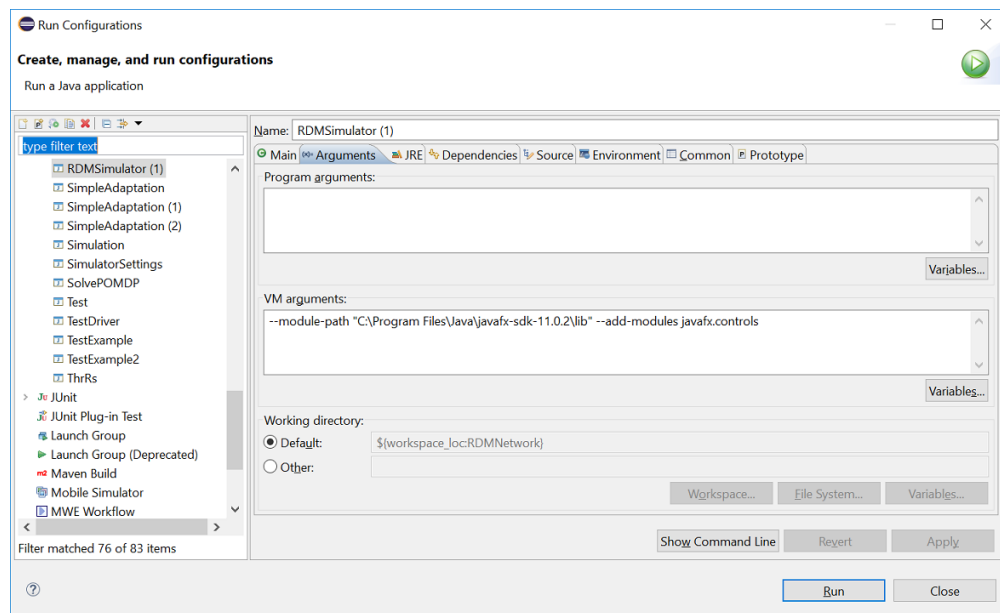 Run Configurations
Create, manage, and run configurations
Run a Java application
type filter text
RDMSimulator (1)
SimpleAdaptation
SimpleAdaptation (1)
SimpleAdaptation (2)
Simulation
SimulatorSettings
SolvePOMDP
Test
TestDriver
TestExample
TestExample2
ThrRs
JUnit
JUnit Plug-in Test
Launch Group
Launch Group (Deprecated)
Maven Build
Mobile Simulator
MWE Workflow
Filter matched 76 of 83 items
Name: RDMSimulator (1)
Main Arguments JRE Dependencies Source Environment Common Prototype
Program arguments:
Variables...
VM arguments:
--module-path "C:\Program Files\Java\javafx-sdk-11.0.2\lib" --add-modules javafx.controls
Variables...
Working directory:
Default: ${workspace_loc:RDMNetwork}
Other:
Workspace... File System... Variables...
Show Command Line Revert Apply
Run Close